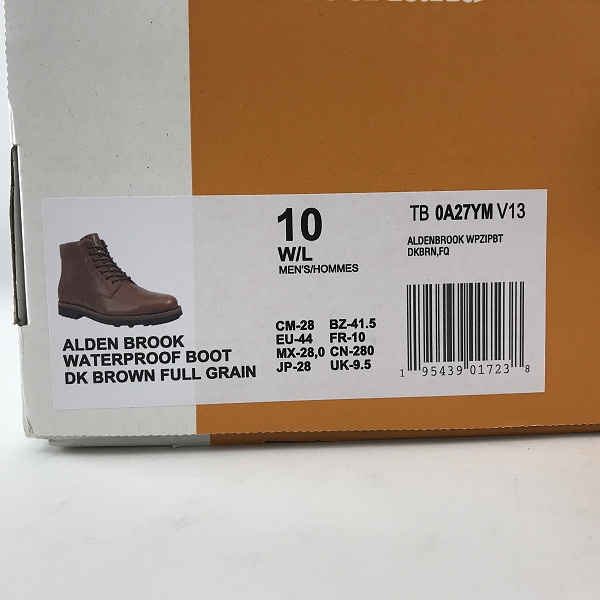 10
W/L
MEN'S/HOMMES
TB 0A27YM V13
ALDENBROOK WPZIPBT
DKBRN,FQ
ALDEN BROOK
WATERPROOF BOOT
DK BROWN FULL GRAIN
CM-28 BZ-41.5
EU-44 FR-10
MX-28,0 CN-280
JP-28 UK-9.5
1 95439 01723 8